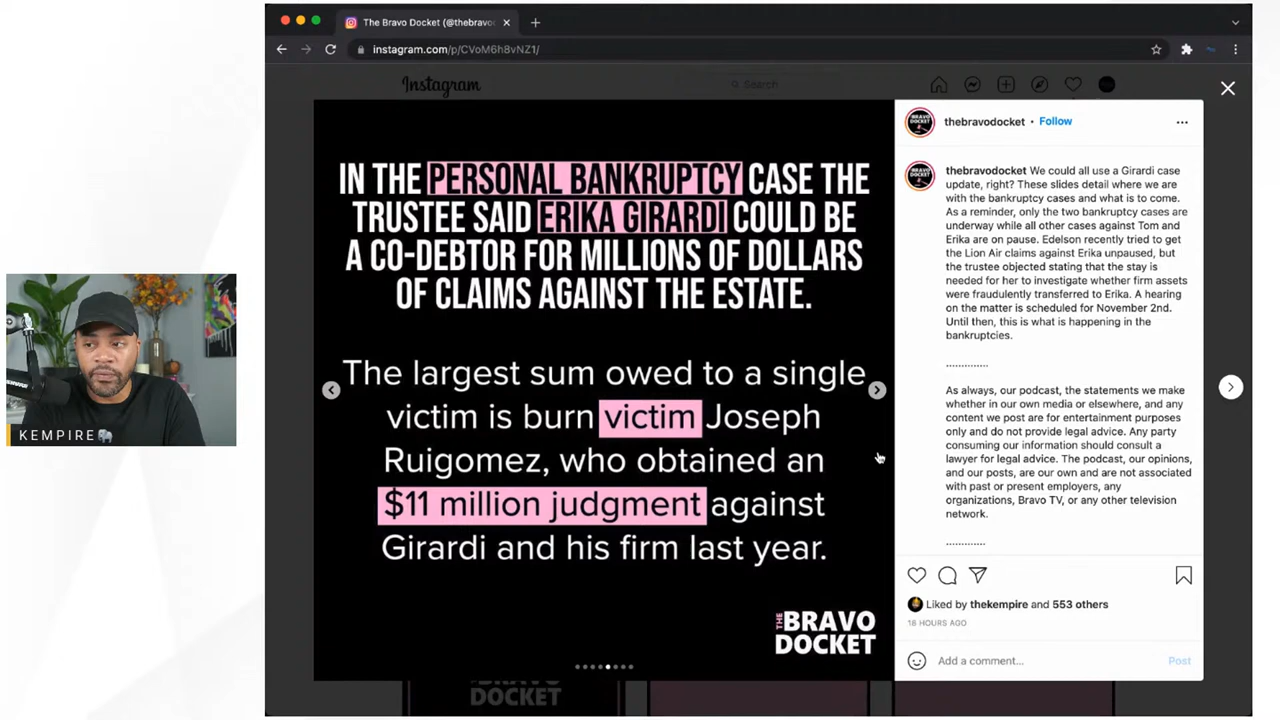 The Bravo Docket (@thebravodoc
instagram.com/p/CVoM6h8vNZ1/
Instagram
Search
IN THE PERSONAL BANKRUPTCY CASE THE
TRUSTEE SAID ERIKA GIRARDI COULD BE
A CO-DEBTOR FOR MILLIONS OF DOLLARS
OF CLAIMS AGAINST THE ESTATE.
The largest sum owed to a single
victim is burn victim Joseph
Ruigomez, who obtained an
$11 million judgment against
Girardi and his firm last year.
THE BRAVO
DOCKET
thebravodocket • Follow
thebravodocket We could all use a Girardi case
update, right? These slides detail where we are
with the bankruptcy cases and what is to come.
As a reminder, only the two bankruptcy cases are
underway while all other cases against Tom and
Erika are on pause. Edelson recently tried to get
the Lion Air claims against Erika unpaused, but
the trustee objected stating that the stay is
needed for her to investigate whether firm assets
were fraudulently transferred to Erika. A hearing
on the matter is scheduled for November 2nd.
Until then, this is what is happening in the
bankruptcies.
..............
As always, our podcast, the statements we make
whether in our own media or elsewhere, and any
content we post are for entertainment purposes
only and do not provide legal advice. Any party
consuming our information should consult a
lawyer for legal advice. The podcast, our opinions,
and our posts, are our own and are not associated
with past or present employers, any
organizations, Bravo TV, or any other television
network.
.............
Liked by thekempire and 553 others
18 HOURS AGO
Add a comment...
Post
KEMPIRE
BRAVO
DOCKET